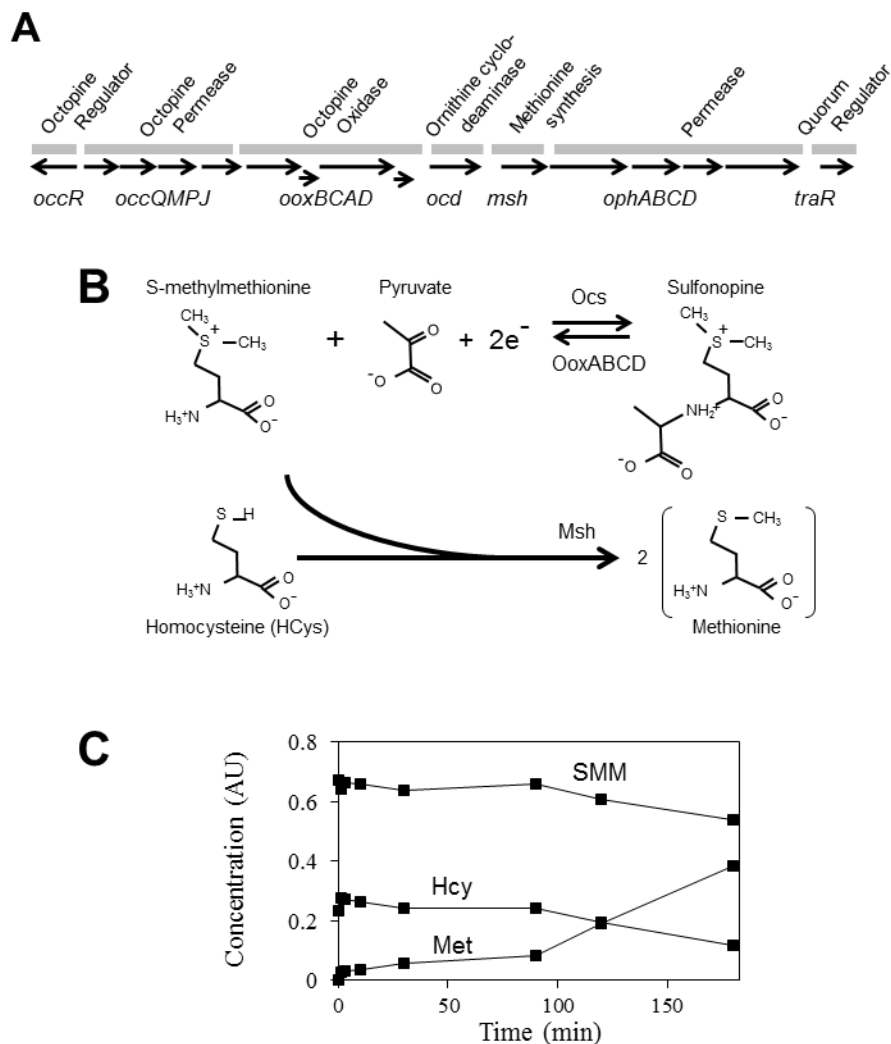 A
Octopine
Regulator
Octopine
Permease
Octopine
Oxidase
Ornithine cyclo-
deaminase
Methionine
synthesis
Permease
Quorum
Regulator
occR occQMPJ ooxBCAD ocd msh ophABCD traR
B
S-methylmethionine Pyruvate Ocs Sulfonopine
CH₃ S⁺ CH₃ H₃⁺N O O⁻
+ ⁻O O O + 2e⁻
OoxABCD
CH₃ S⁺ CH₃ NH₂⁺ O O⁻ ⁻O O
S H H₃⁺N O O⁻
Msh
2 S CH₃ H₃⁺N O O⁻
Homocysteine (HCys) Methionine
C
Concentration (AU)
0.8
0.6
0.4
0.2
0
SMM
Hcy
Met
0 50 100 150
Time (min)